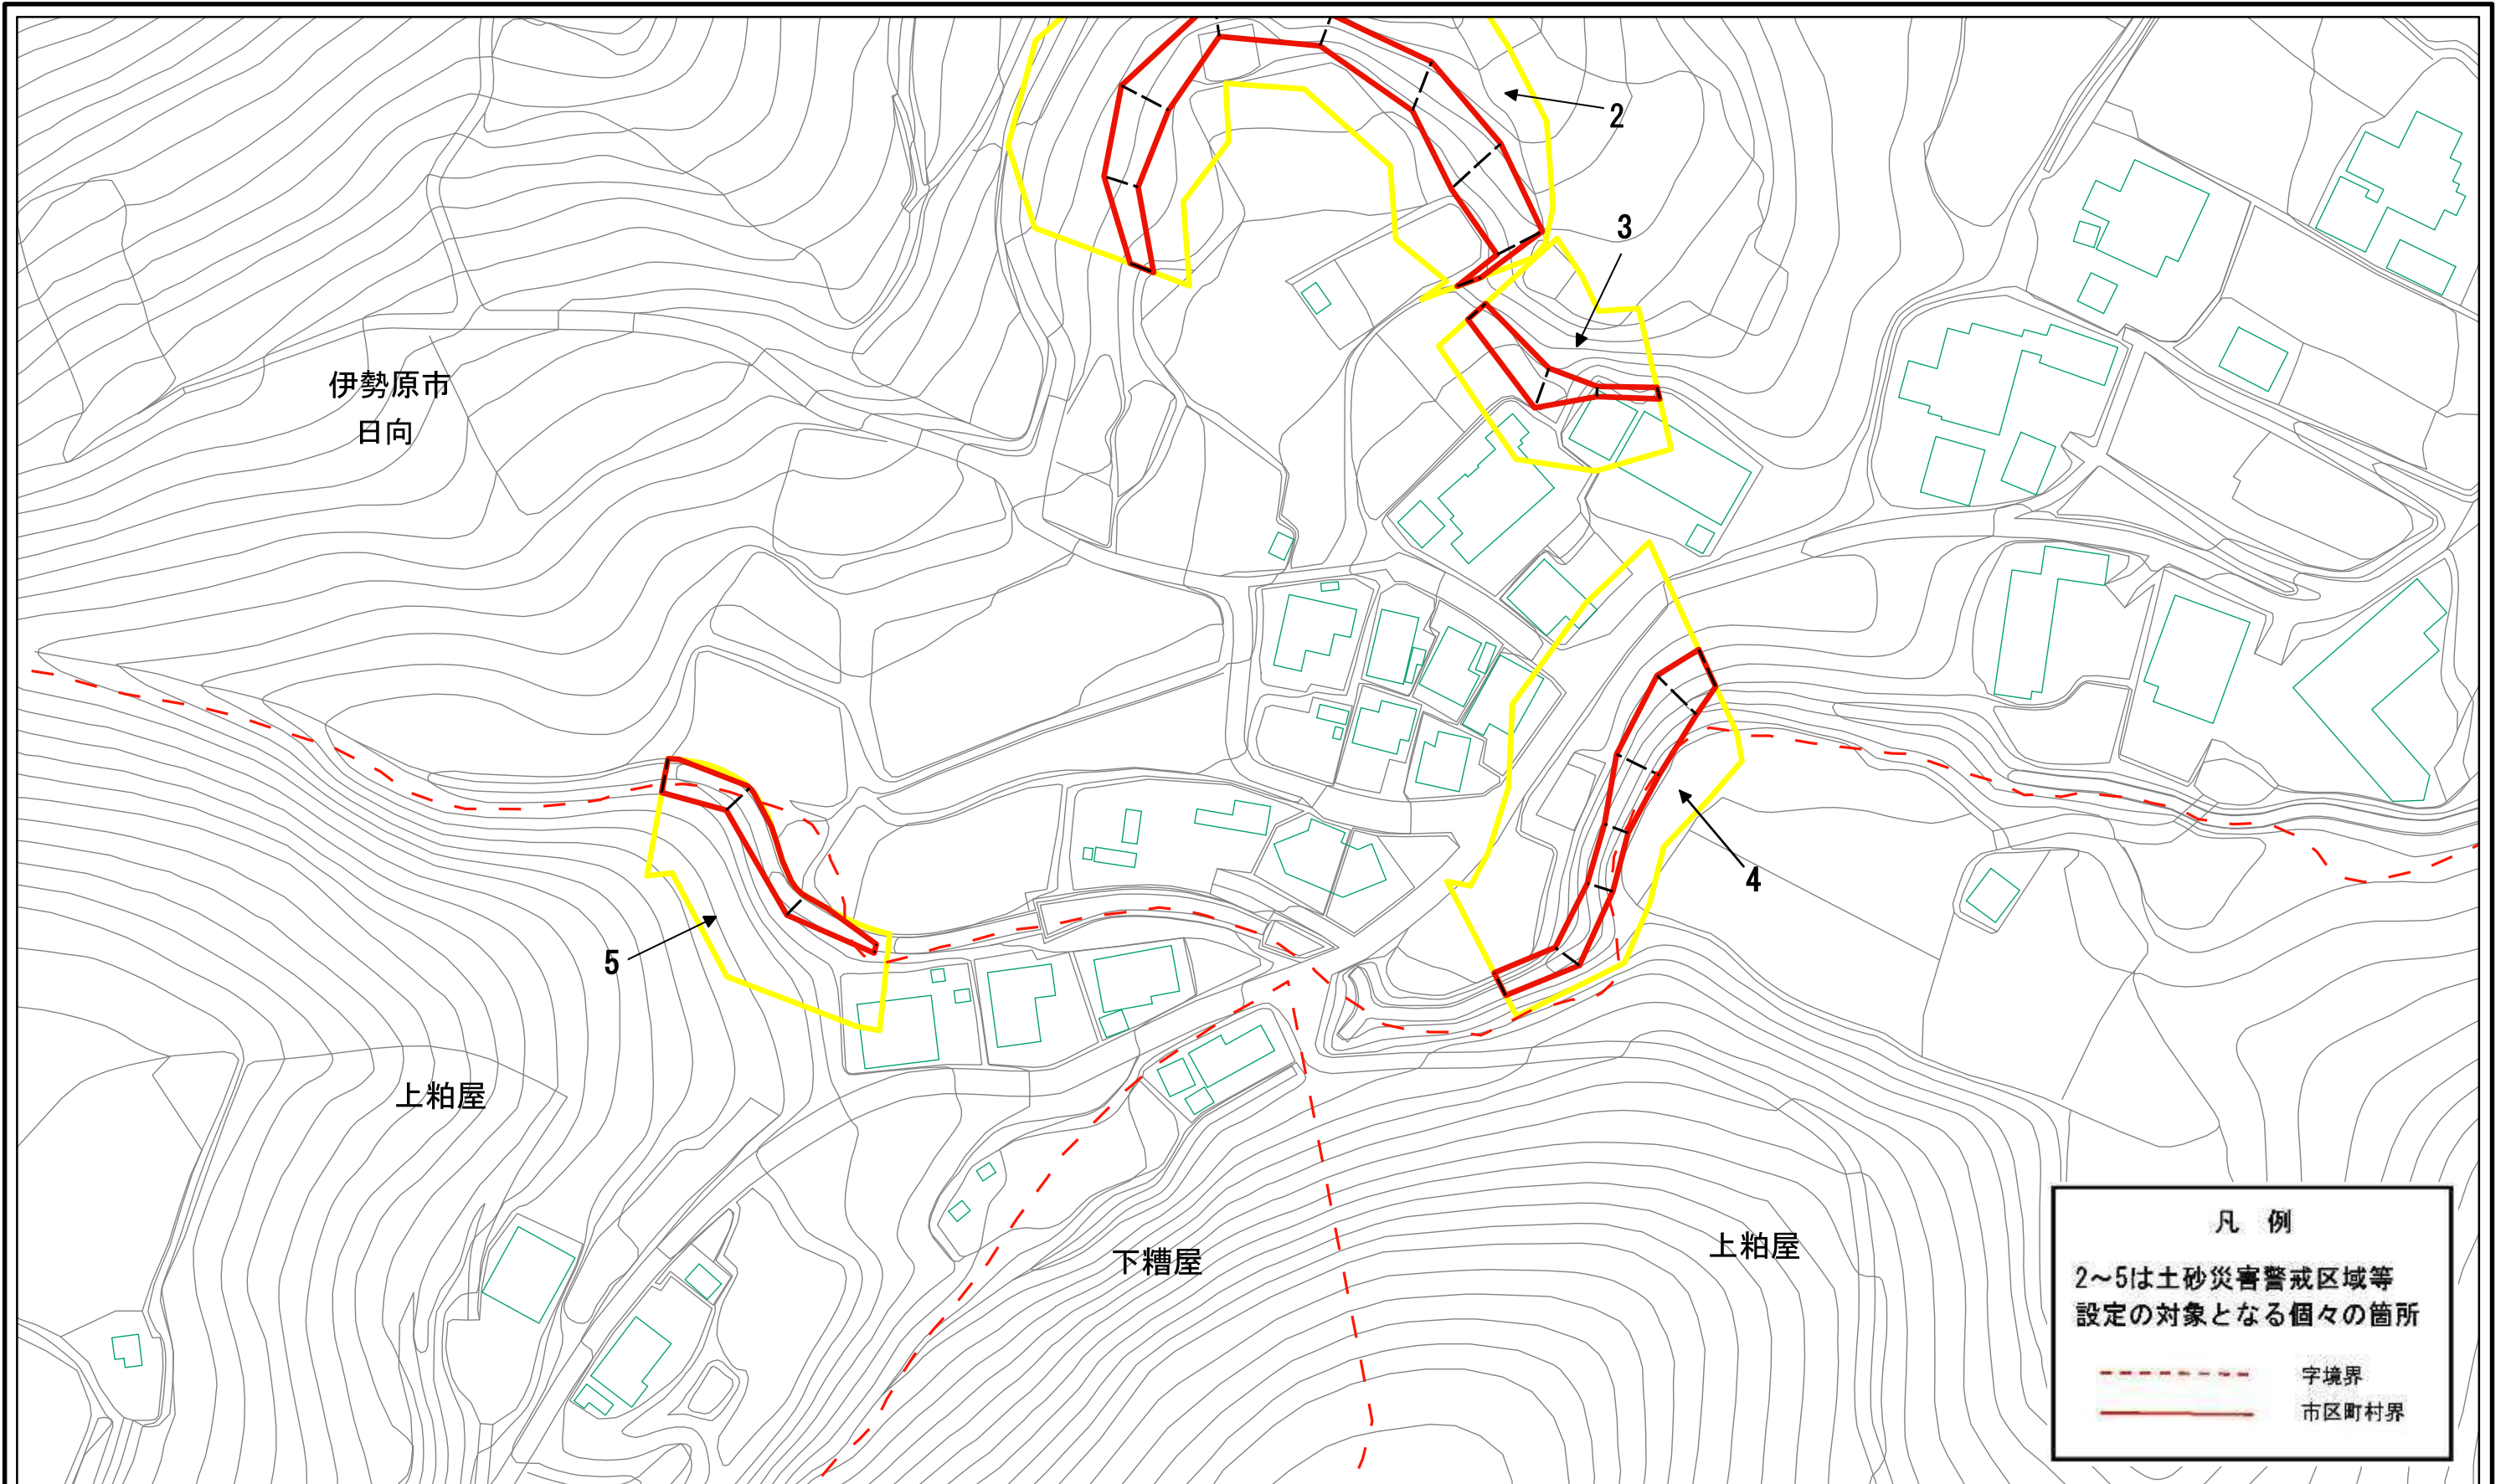 2
3
伊勢原市
日向
4
5
上粕屋
下糟屋
上粕屋
凡 例
2～5は土砂災害警戒区域等
設定の対象となる個々の箇所
字境界
市区町村界